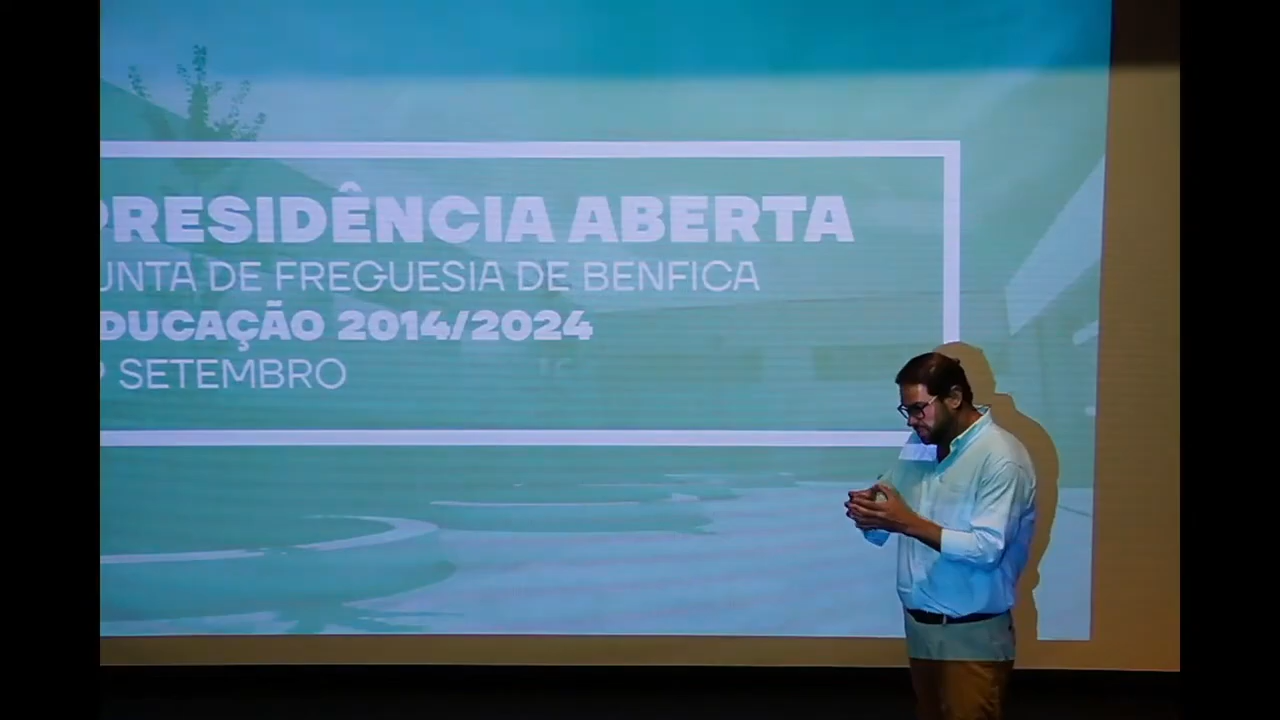 PRESIDÊNCIA ABERTA
UNTA DE FREGUESIA DE BENFICA
DUCAÇÃO 2014/2024
SETEMBRO